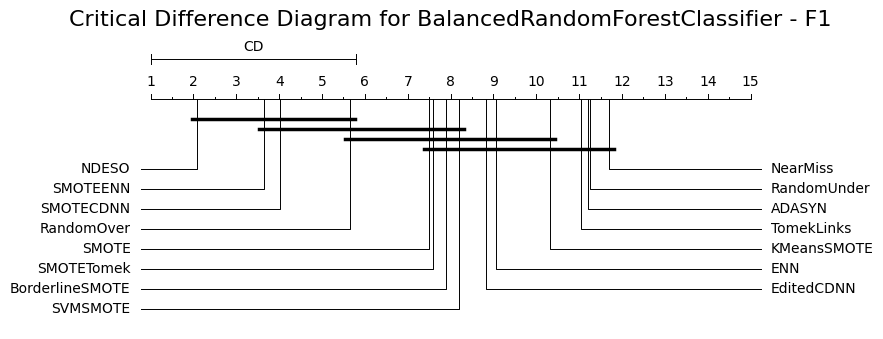 Critical Difference Diagram for BalancedRandomForestClassifier - F1
CD
1 2 3 4 5 6 7 8 9 10 11 12 13 14 15
NDESO NearMiss
SMOTEENN RandomUnder
SMOTECDNN ADASYN
RandomOver TomekLinks
SMOTE KMeansSMOTE
SMOTETomek ENN
BorderlineSMOTE EditedCDNN
SVMSMOTE